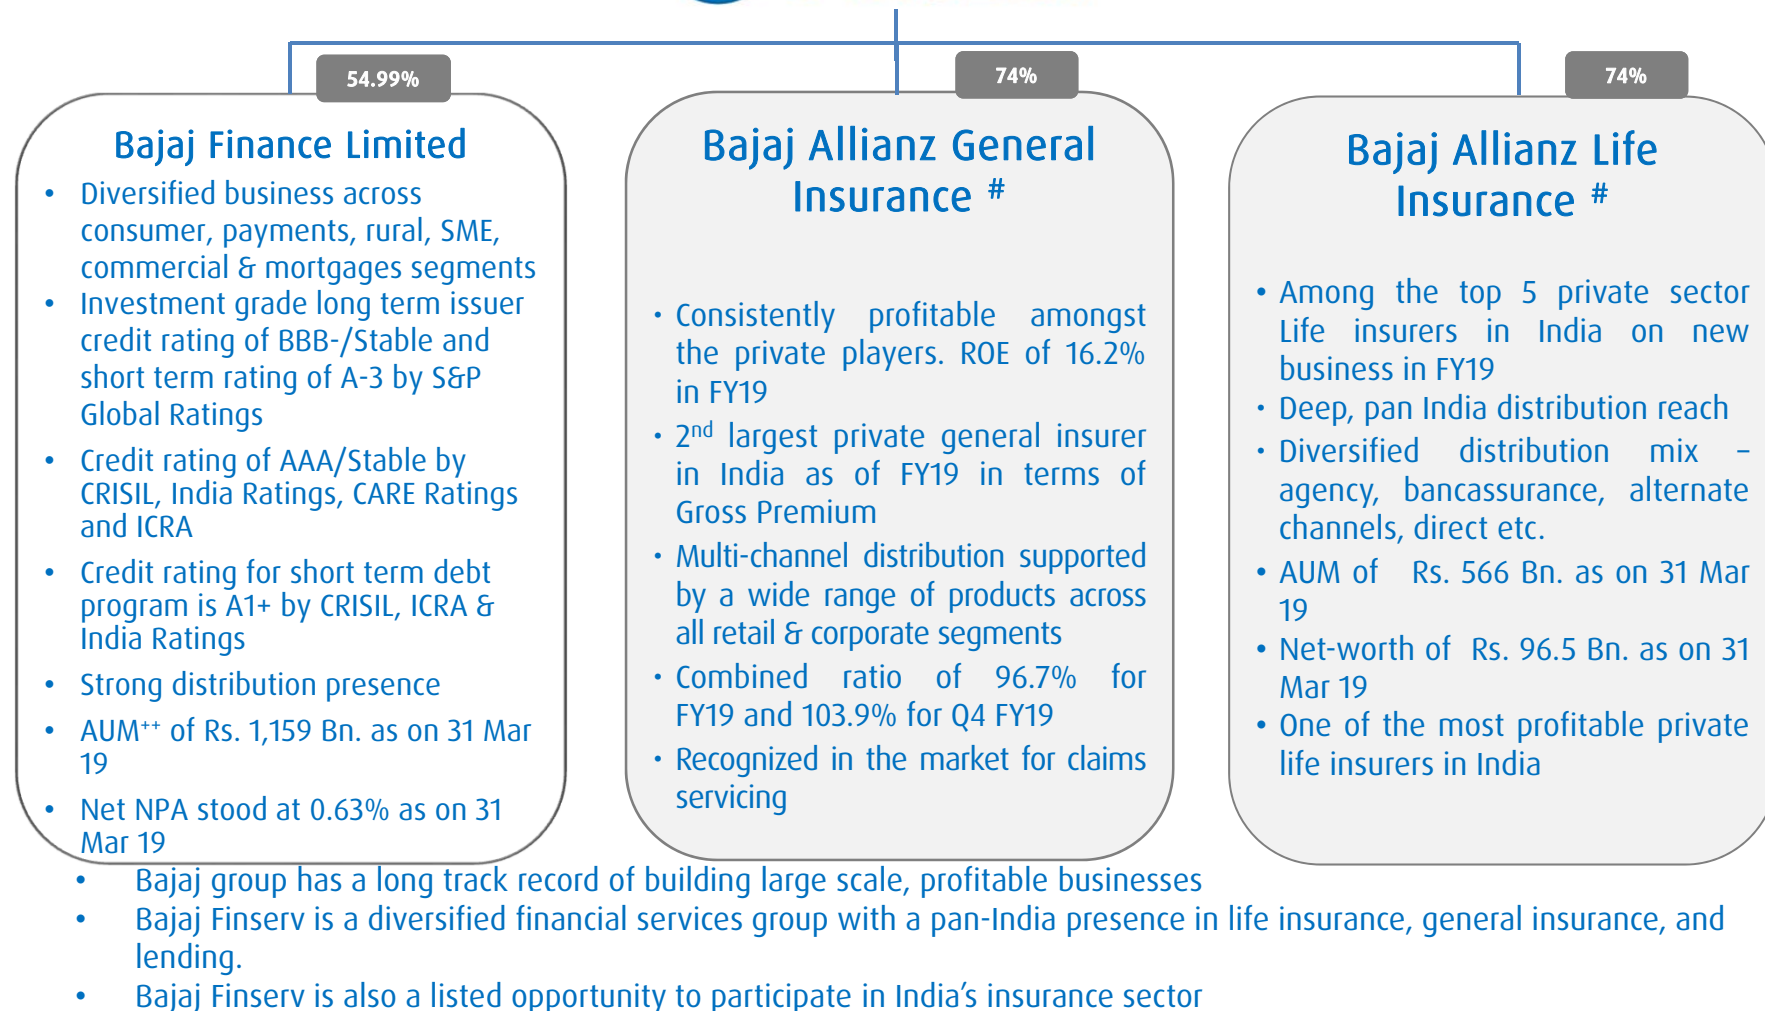 54.99%
Bajaj Finance Limited
• Diversified business across
consumer, payments, rural, SME,
commercial & mortgages segments
• Investment grade long term issuer
credit rating of BBB-/Stable and
short term rating of A-3 by S&P
Global Ratings
• Credit rating of AAA/Stable by
CRISIL, India Ratings, CARE Ratings
and ICRA
• Credit rating for short term debt
program is A1+ by CRISIL, ICRA &
India Ratings
• Strong distribution presence
• AUM++ of Rs. 1,159 Bn. as on 31 Mar
19
• Net NPA stood at 0.63% as on 31
Mar 19
74%
Bajaj Allianz General
Insurance #
• Consistently profitable amongst
the private players. ROE of 16.2%
in FY19
• 2nd largest private general insurer
in India as of FY19 in terms of
Gross Premium
• Multi-channel distribution supported
by a wide range of products across
all retail & corporate segments
• Combined ratio of 96.7% for
FY19 and 103.9% for Q4 FY19
• Recognized in the market for claims
servicing
74%
Bajaj Allianz Life
Insurance #
• Among the top 5 private sector
Life insurers in India on new
business in FY19
• Deep, pan India distribution reach
• Diversified distribution mix –
agency, bancassurance, alternate
channels, direct etc.
• AUM of Rs. 566 Bn. as on 31 Mar
19
• Net-worth of Rs. 96.5 Bn. as on 31
Mar 19
• One of the most profitable private
life insurers in India
• Bajaj group has a long track record of building large scale, profitable businesses
• Bajaj Finserv is a diversified financial services group with a pan-India presence in life insurance, general insurance, and
lending.
• Bajaj Finserv is also a listed opportunity to participate in India’s insurance sector